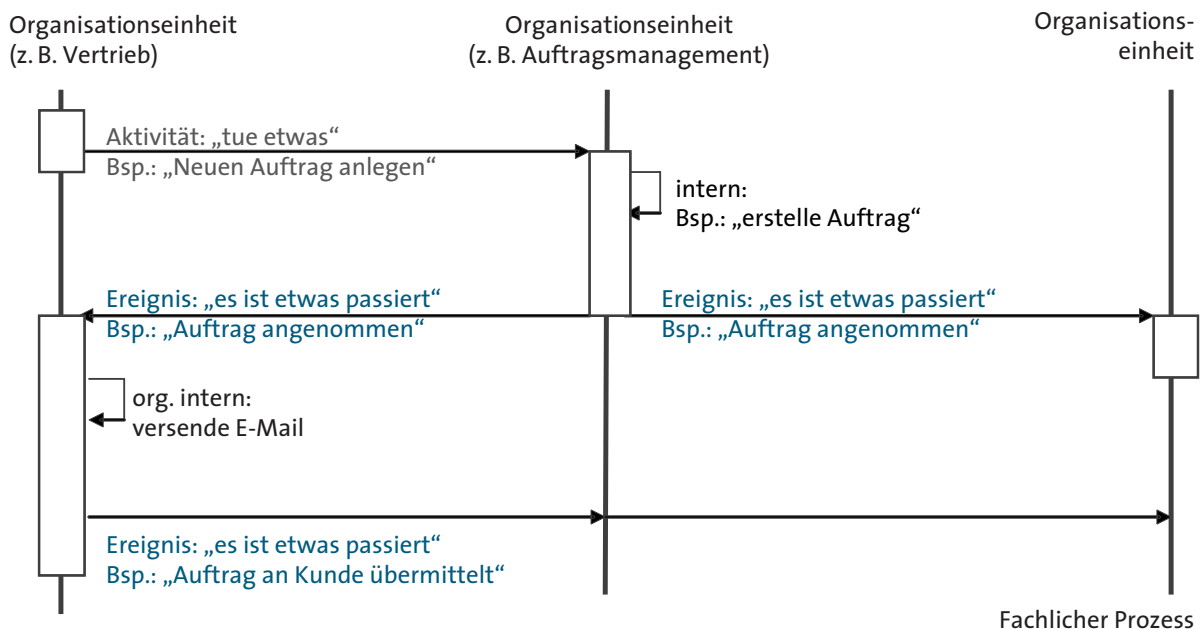 Organisationseinheit
(z. B. Vertrieb)
Organisationseinheit
(z. B. Auftragsmanagement)
Organisations-
einheit
Aktivität: „tue etwas“
Bsp.: „Neuen Auftrag anlegen“
intern:
Bsp.: „erstelle Auftrag“
Ereignis: „es ist etwas passiert“
Bsp.: „Auftrag angenommen“
Ereignis: „es ist etwas passiert“
Bsp.: „Auftrag angenommen“
org. intern:
versende E-Mail
Ereignis: „es ist etwas passiert“
Bsp.: „Auftrag an Kunde übermittelt“
Fachlicher Prozess